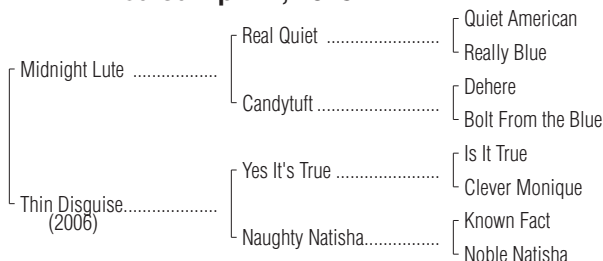 Quiet American
Real Quiet ........................
Really Blue
Midnight Lute .................
Dehere
Candytuft ..........................
Bolt From the Blue
Is It True
Yes It's True ......................
Clever Monique
Thin Disguise...................
(2006)
Known Fact
Naughty Natisha................
Noble Natisha